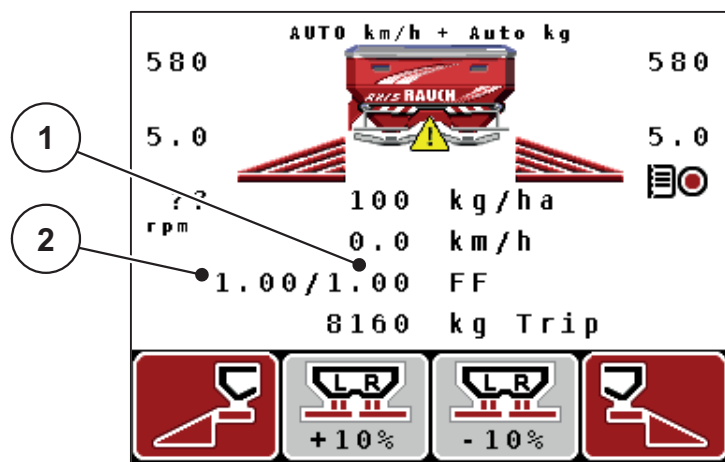 AUTO km/h + Auto kg
580 580
AXIS RAUCH
1 5.0 5.0
?? 100 kg/ha
rpm
2 0.0 km/h
1.00/1.00 FF
8160 kg Trip
L R L R
+10% -10%